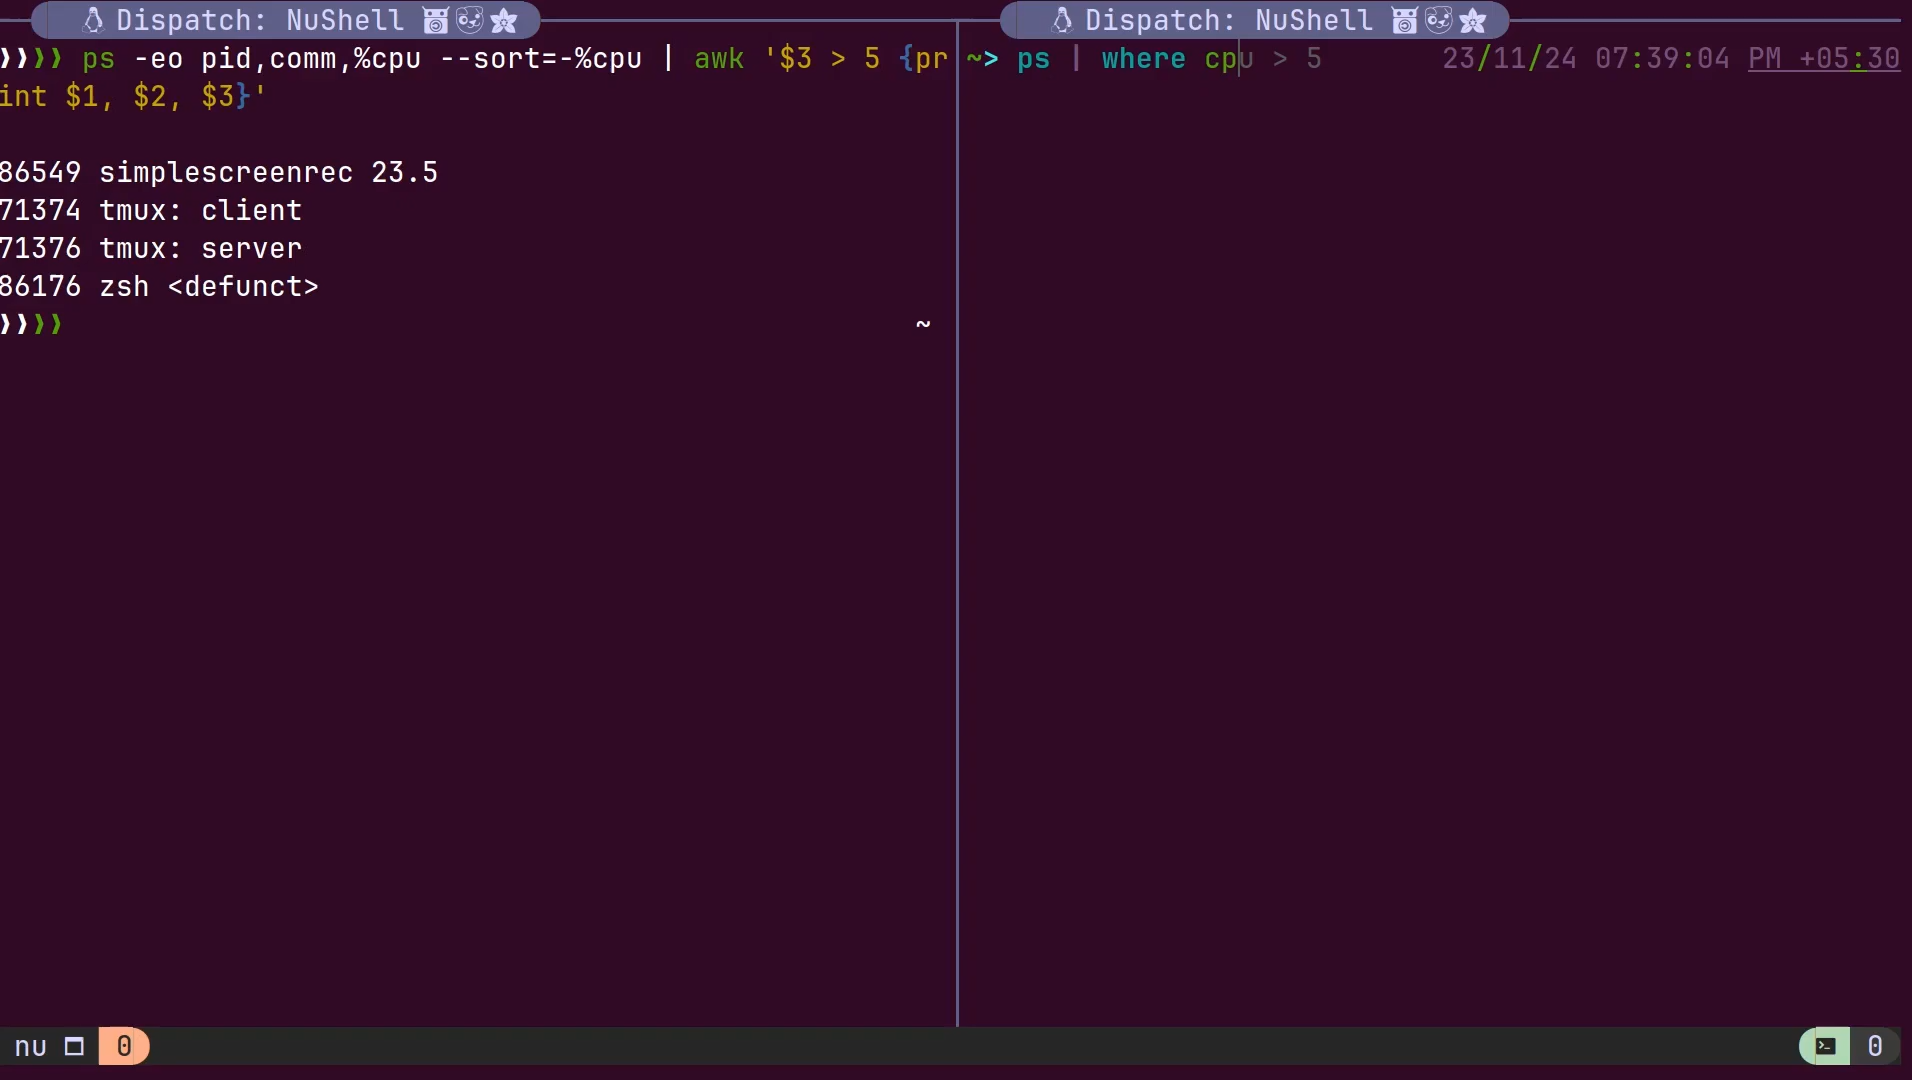 Dispatch: NuShell
❯❯❯❯ ps -eo pid,comm,%cpu --sort=-%cpu | awk '$3 > 5 {pr
int $1, $2, $3}'
86549 simplescreenrec 23.5
71374 tmux: client
71376 tmux: server
86176 zsh <defunct>
❯❯❯❯ ~
Dispatch: NuShell
~> ps | where cpu > 5 23/11/24 07:39:04 PM +05:30
nu 0
0